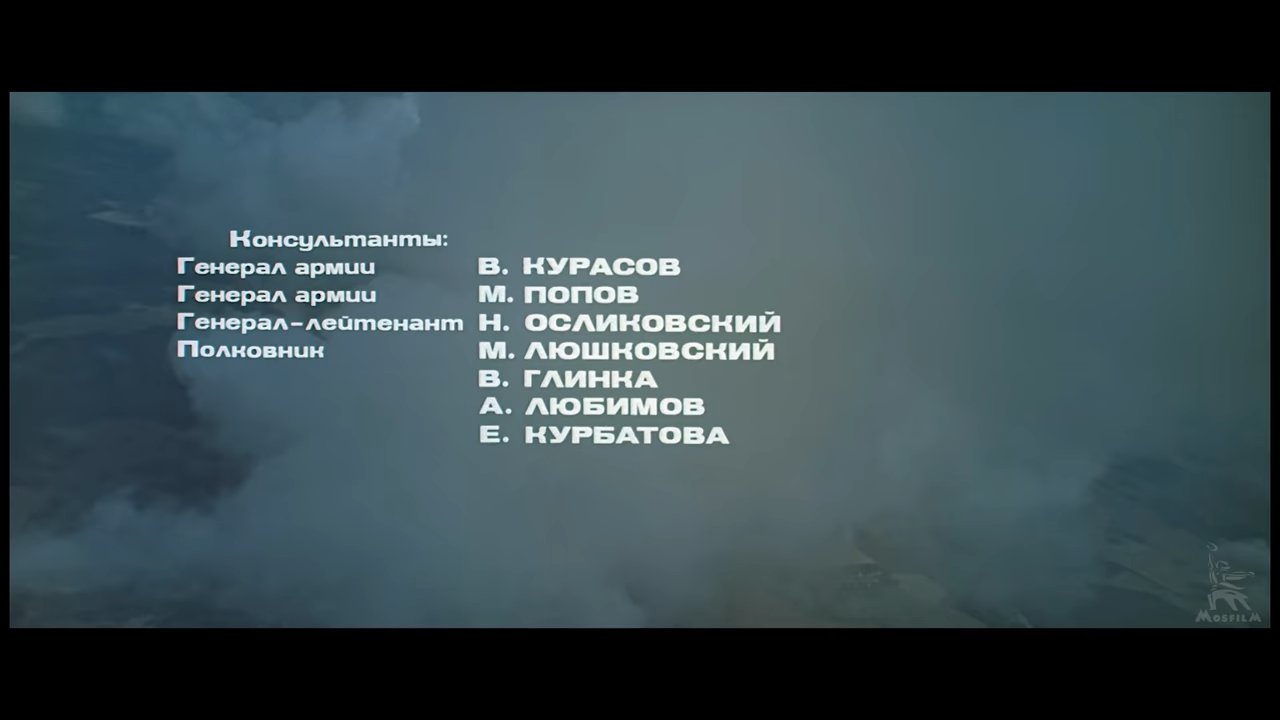 Консультанты:
Генерал армии В. КУРАСОВ
Генерал армии М. ПОПОВ
Генерал-лейтенант Н. ОСЛИКОВСКИЙ
Полковник М. ЛЮШКОВСКИЙ
В. ГЛИНКА
А. ЛЮБИМОВ
Е. КУРБАТОВА
MOSFILM